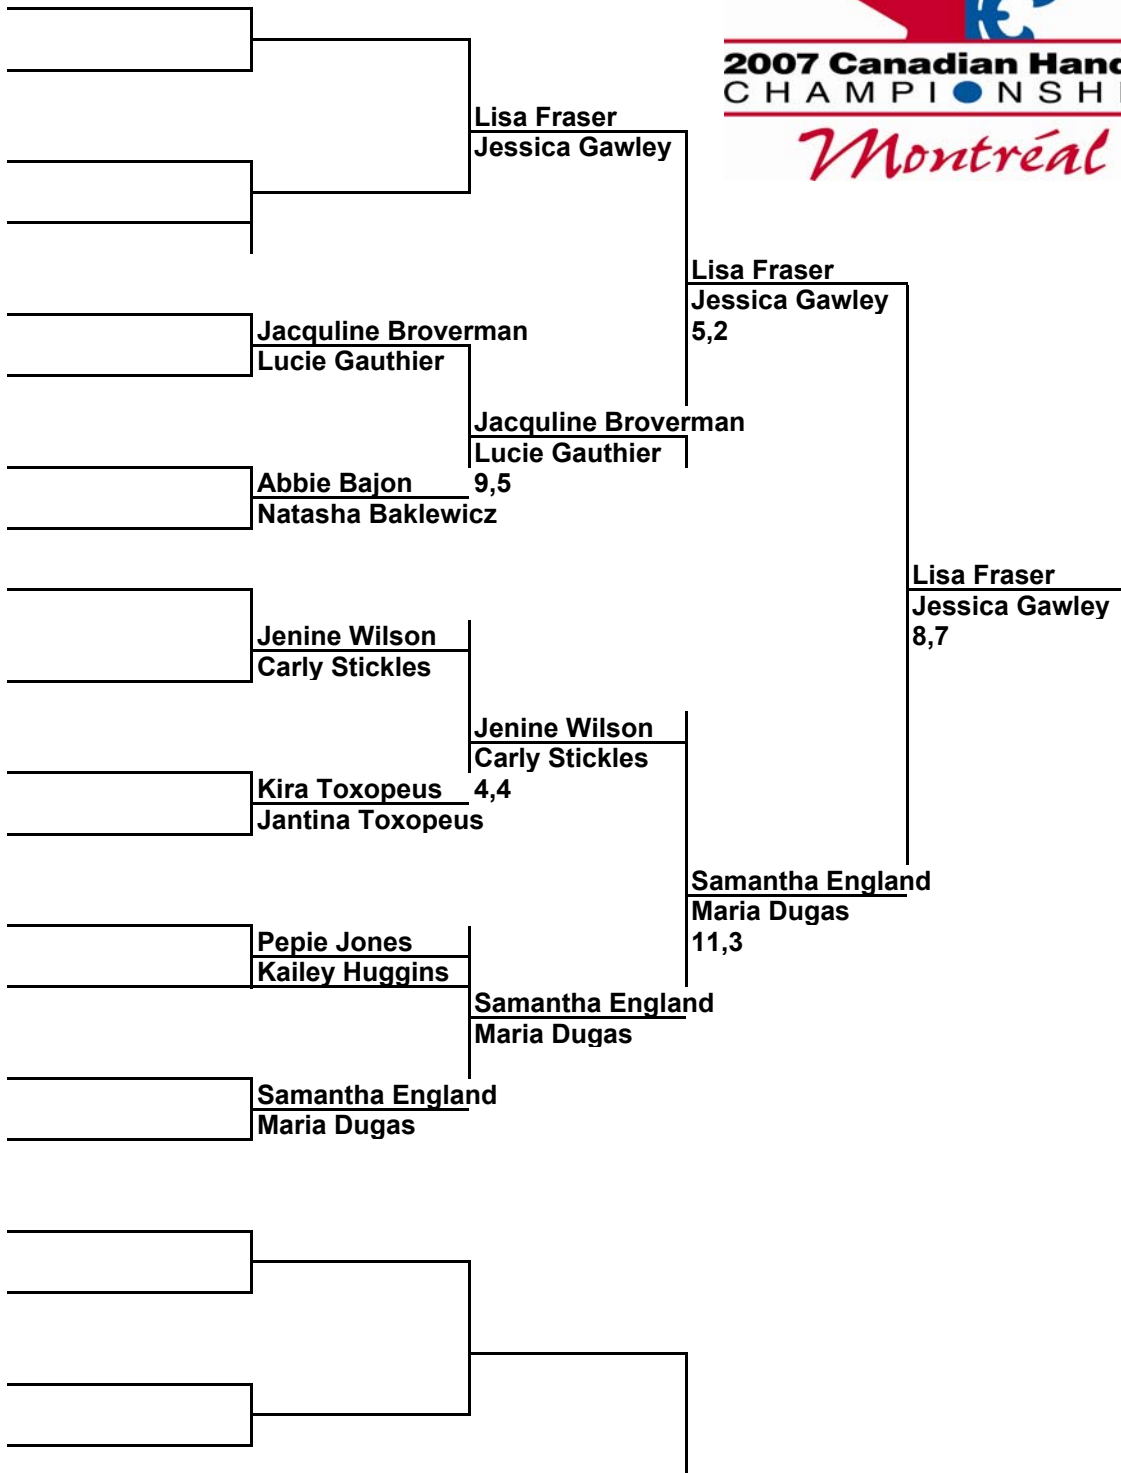 2007 Canadian Hand
CHAMPIONSHI
Montréal
Lisa Fraser
Jessica Gawley
Lisa Fraser
Jessica Gawley
5,2
Jacquline Broverman
Lucie Gauthier
Jacquline Broverman
Lucie Gauthier
9,5
Abbie Bajon
Natasha Baklewicz
Lisa Fraser
Jessica Gawley
8,7
Jenine Wilson
Carly Stickles
Jenine Wilson
Carly Stickles
4,4
Kira Toxopeus
Jantina Toxopeus
Samantha England
Maria Dugas
11,3
Pepie Jones
Kailey Huggins
Samantha England
Maria Dugas
Samantha England
Maria Dugas